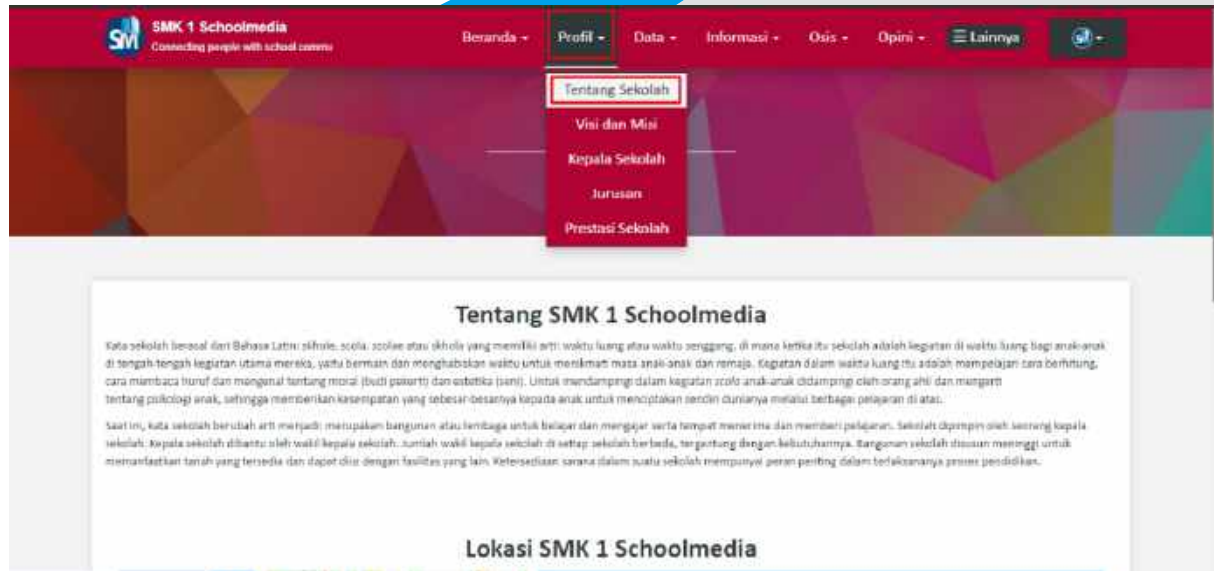 SM
SMK 1 Schoolmedia
Connecting people with school commu
Beranda
Profil
Data
Informasi
Osis
Opini
Lainnya
Tentang Sekolah
Visi dan Misi
Kepala Sekolah
Jurusan
Prestasi Sekolah
Tentang SMK 1 Schoolmedia
Kata sekolah berasal dari Bahasa Latin: skhole, scola, scolae atau skhola yang memiliki arti: waktu luang atau waktu senggang, di mana ketika itu sekolah adalah kegiatan di waktu luang bagi anak-anak
di tengah-tengah kegiatan utama mereka, yaitu bermain dan menghabiskan waktu untuk menikmati masa anak-anak dan remaja. Kegiatan dalam waktu luang itu adalah mempelajari cara berhitung,
cara membaca huruf dan mengenal tentang moral (budi pekerti) dan estetika (seni). Untuk mendampingi dalam kegiatan scola anak-anak didampingi oleh orang ahli dan mengerti
tentang psikologi anak, sehingga memberikan kesempatan yang sebesar-besarnya kepada anak untuk menciptakan sendiri dunianya melalui berbagai pelajaran di atas.
Saat ini, kata sekolah berubah arti menjadi: merupakan bangunan atau lembaga untuk belajar dan mengajar serta tempat menerima dan memberi pelajaran. Sekolah dipimpin oleh seorang kepala
sekolah. Kepala sekolah dibantu oleh wakil kepala sekolah. Jumlah wakil kepala sekolah di setiap sekolah berbeda, tergantung dengan kebutuhannya. Bangunan sekolah disusun meninggi untuk
memanfaatkan tanah yang tersedia dan dapat diisi dengan fasilitas yang lain. Ketersediaan sarana dalam suatu sekolah mempunyai peran penting dalam terlaksananya proses pendidikan.
Lokasi SMK 1 Schoolmedia